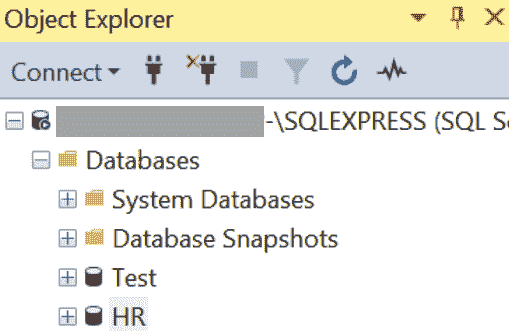 Object Explorer
Connect
-\SQLEXPRESS (SQL Se
Databases
System Databases
Database Snapshots
Test
HR